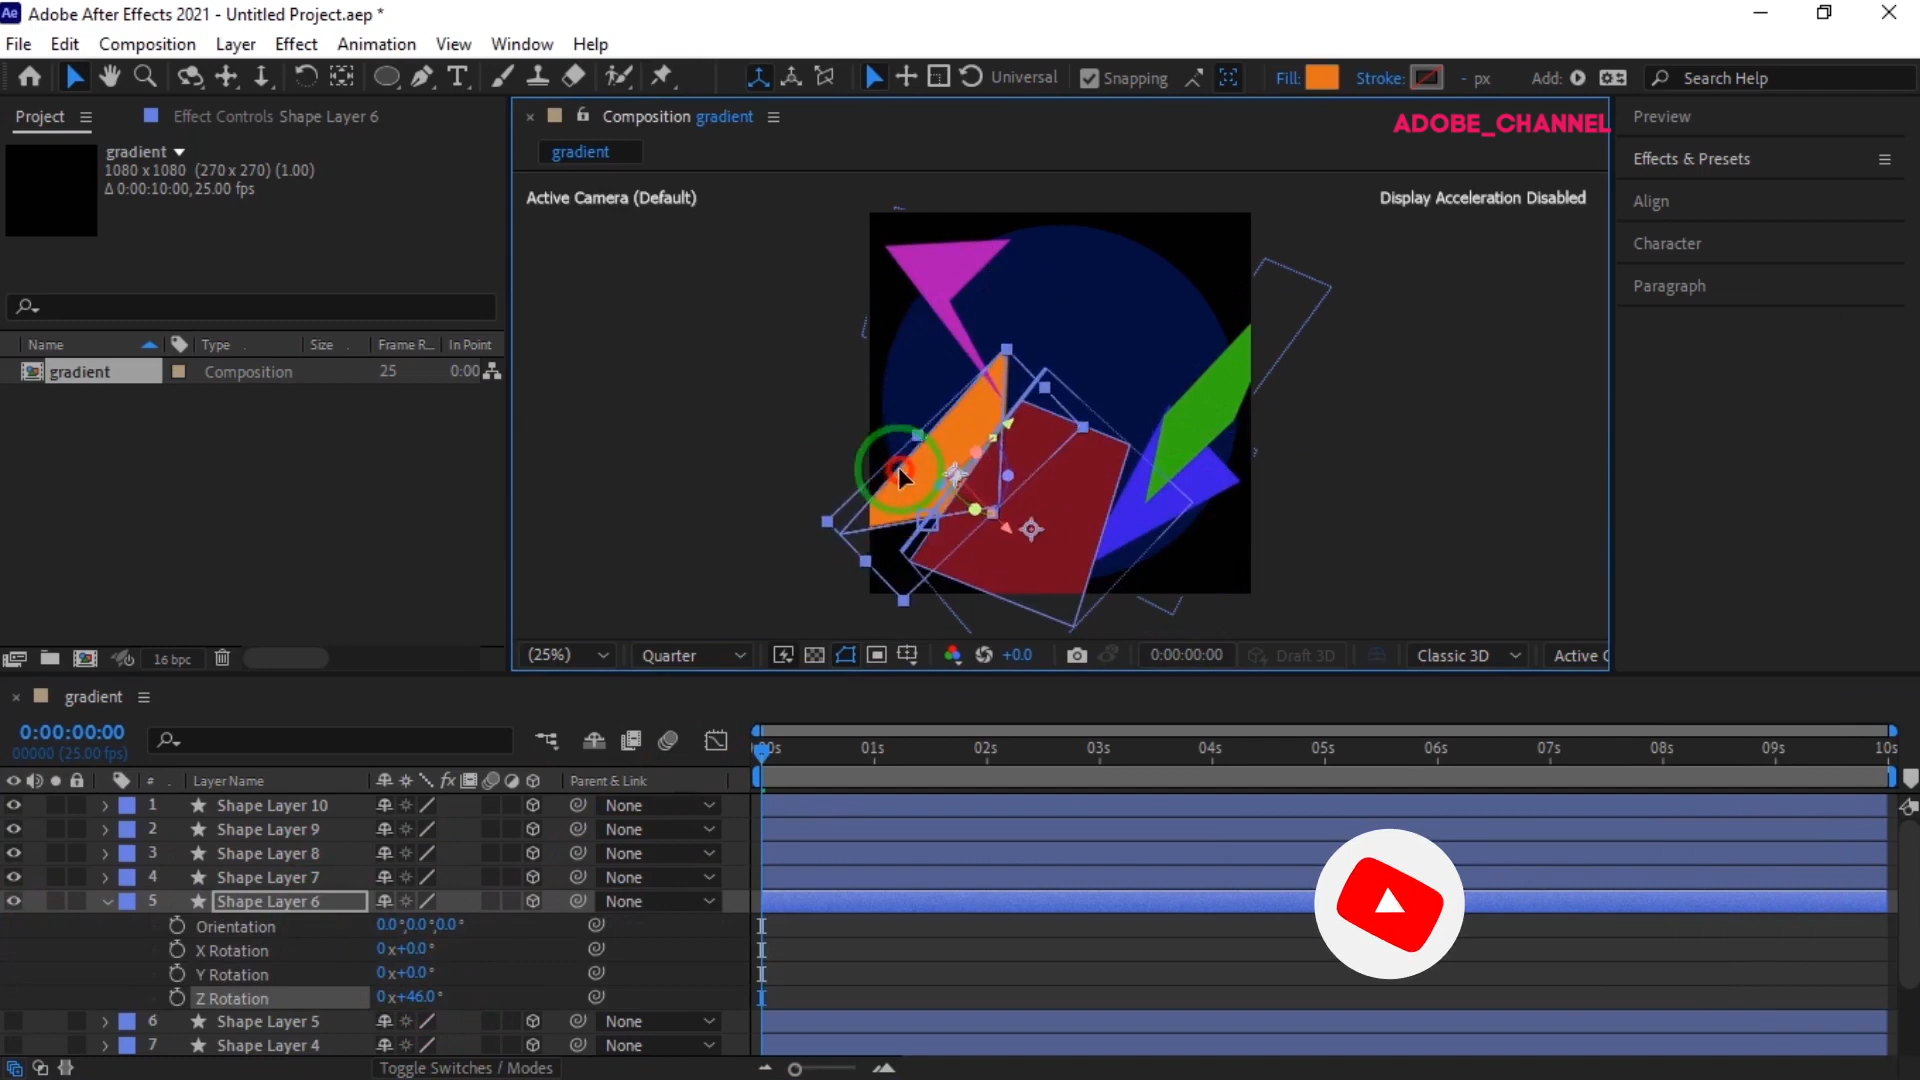 Ae Adobe After Effects 2021 - Untitled Project.aep *
File Edit Composition Layer Effect Animation View Window Help
Universal Snapping Fill: Stroke: - px Add: Search Help
Project Effect Controls Shape Layer 6
Composition gradient
ADOBE_CHANNEL
Preview
gradient
1080 x 1080 (270 x 270) (1.00)
Δ 0:00:10:00, 25.00 fps
gradient
Effects & Presets
Active Camera (Default)
Display Acceleration Disabled
Align
Character
Paragraph
Name Type Size Frame R... In Point
gradient Composition 25 0:00
16 bpc
(25%) Quarter +0.0 0:00:00:00 Draft 3D Classic 3D Active C
gradient
0:00:00:00
00000 (25.00 fps)
00s 01s 02s 03s 04s 05s 06s 07s 08s 09s 10s
# Layer Name fx Parent & Link
1 Shape Layer 10 None
2 Shape Layer 9 None
3 Shape Layer 8 None
4 Shape Layer 7 None
5 Shape Layer 6 None
Orientation 0.0°,0.0°,0.0°
X Rotation 0x+0.0°
Y Rotation 0x+0.0°
Z Rotation 0x+46.0°
6 Shape Layer 5 None
7 Shape Layer 4 None
Toggle Switches / Modes